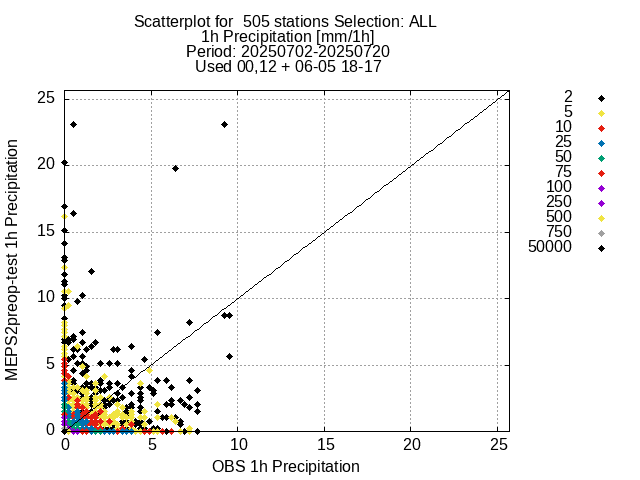 Scatterplot for  505 stations Selection: ALL
1h Precipitation [mm/1h]
Period: 20250702-20250720
Used 00,12 + 06-05 18-17
MEPS2preop-test 1h Precipitation
25
20
15
10
5
0
0 5 10 15 20 25
OBS 1h Precipitation
2
5
10
25
50
75
100
250
500
750
50000